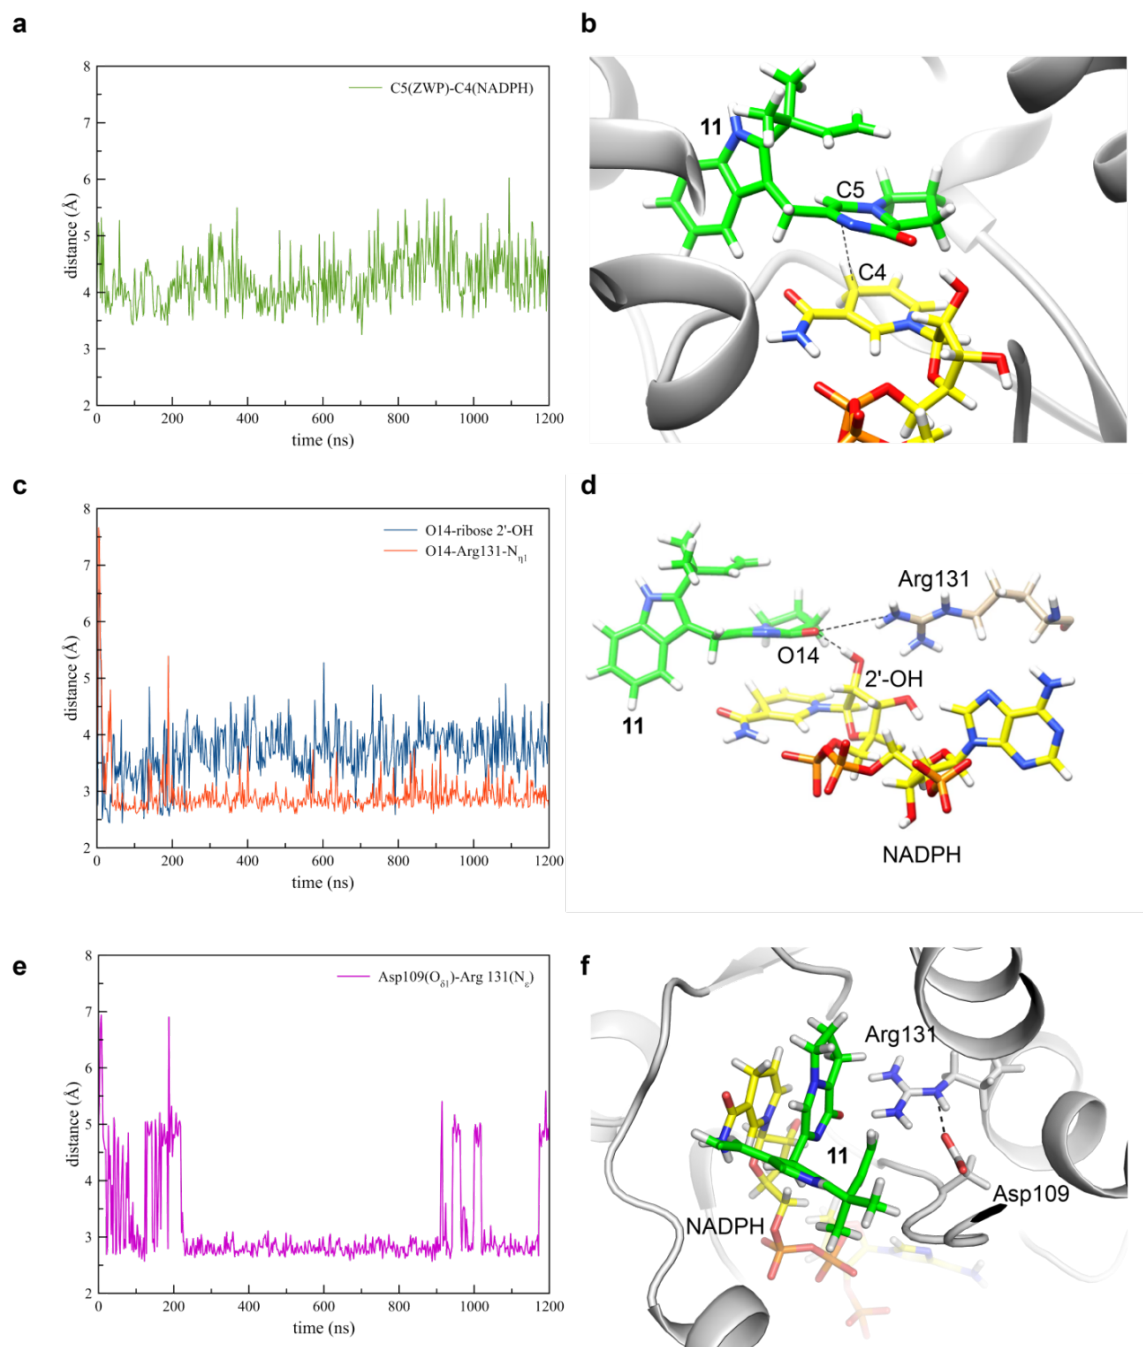 a
C5(ZWP)-C4(NADPH)
8
7
6
5
4
3
2
distance (Å)
0 200 400 600 800 1000 1200
time (ns)
b
11
C5
C4
c
O14-ribose 2'-OH
O14-Arg131-Nη1
8
7
6
5
4
3
2
distance (Å)
0 200 400 600 800 1000 1200
time (ns)
d
Arg131
O14
2'-OH
11
NADPH
e
Asp109(Oδ1)-Arg 131(Nε)
8
7
6
5
4
3
2
distance (Å)
0 200 400 600 800 1000 1200
time (ns)
f
Arg131
11
Asp109
NADPH